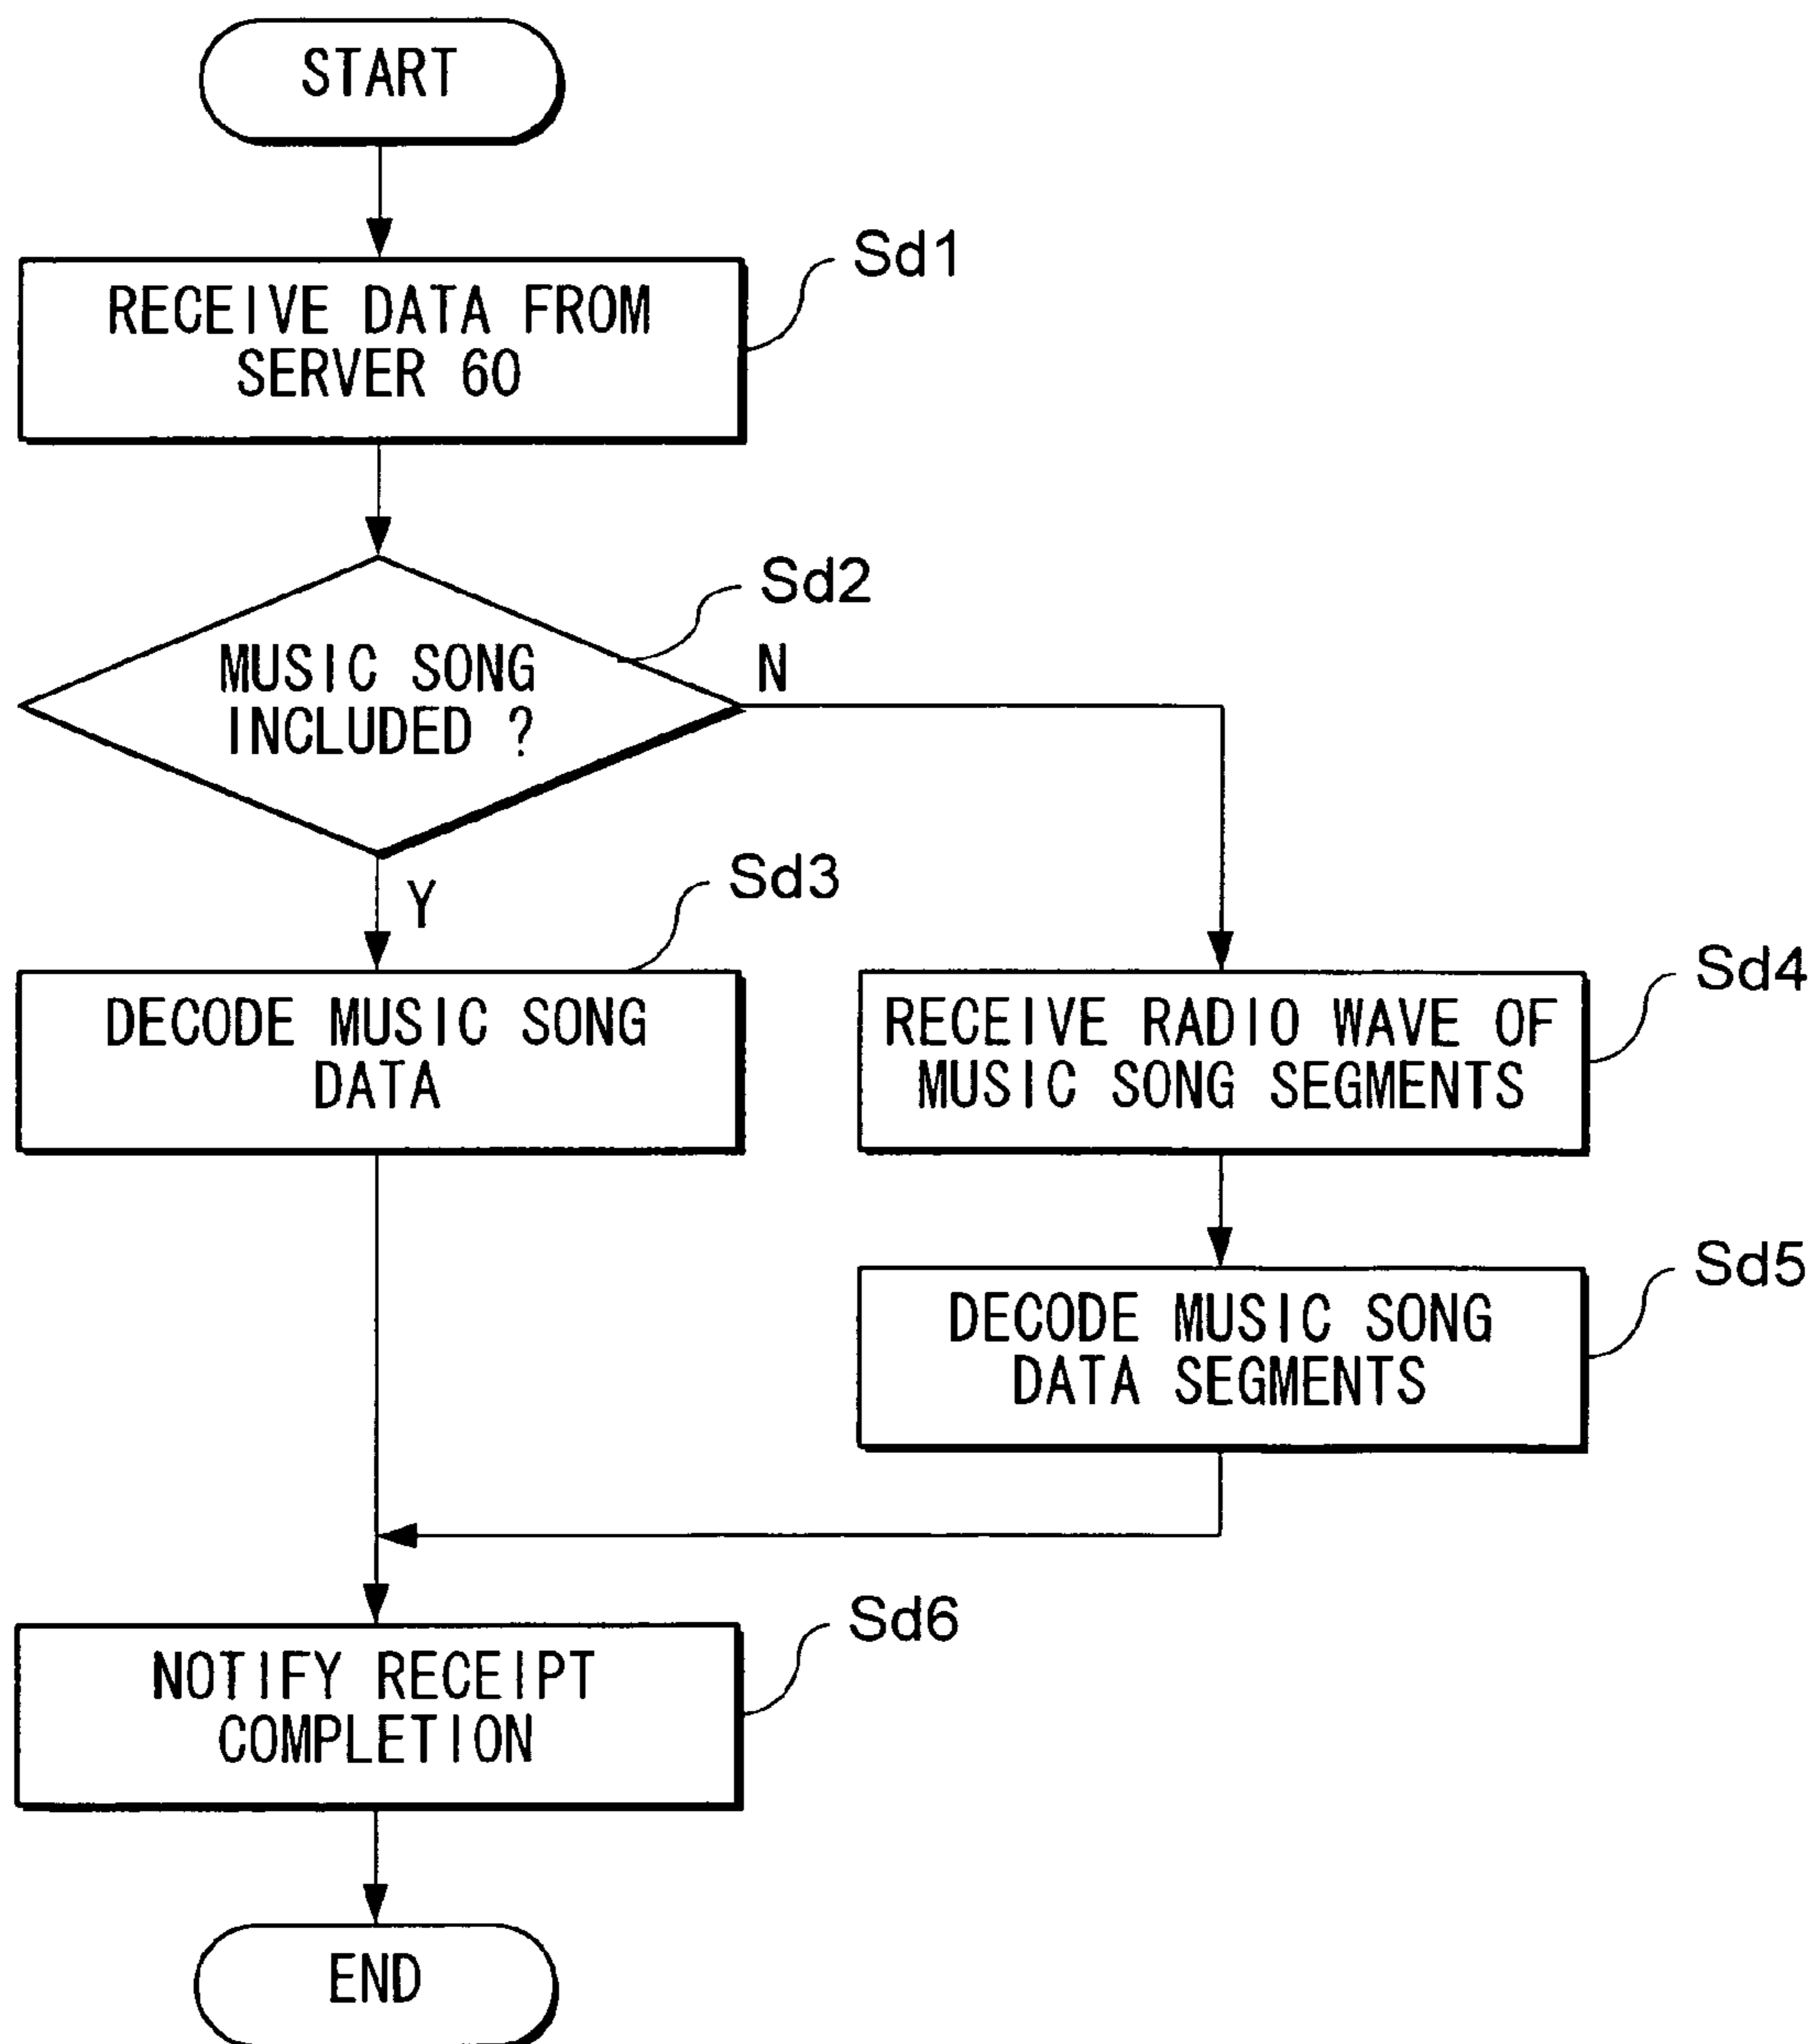 START
Sd1
RECEIVE DATA FROM
SERVER 60
Sd2
MUSIC SONG
INCLUDED ?
N
Y
Sd3
DECODE MUSIC SONG
DATA
Sd4
RECEIVE RADIO WAVE OF
MUSIC SONG SEGMENTS
Sd5
DECODE MUSIC SONG
DATA SEGMENTS
Sd6
NOTIFY RECEIPT
COMPLETION
END